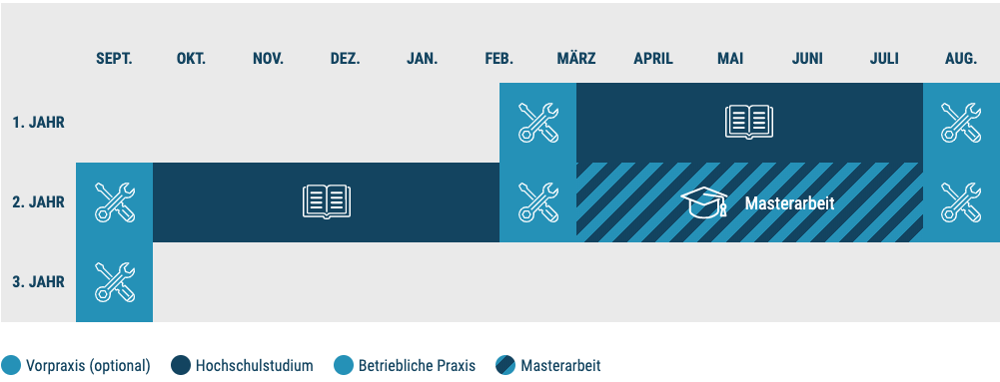 SEPT. OKT. NOV. DEZ. JAN. FEB. MÄRZ APRIL MAI JUNI JULI AUG.
1. JAHR
2. JAHR Masterarbeit
3. JAHR
Vorpraxis (optional) Hochschulstudium Betriebliche Praxis Masterarbeit